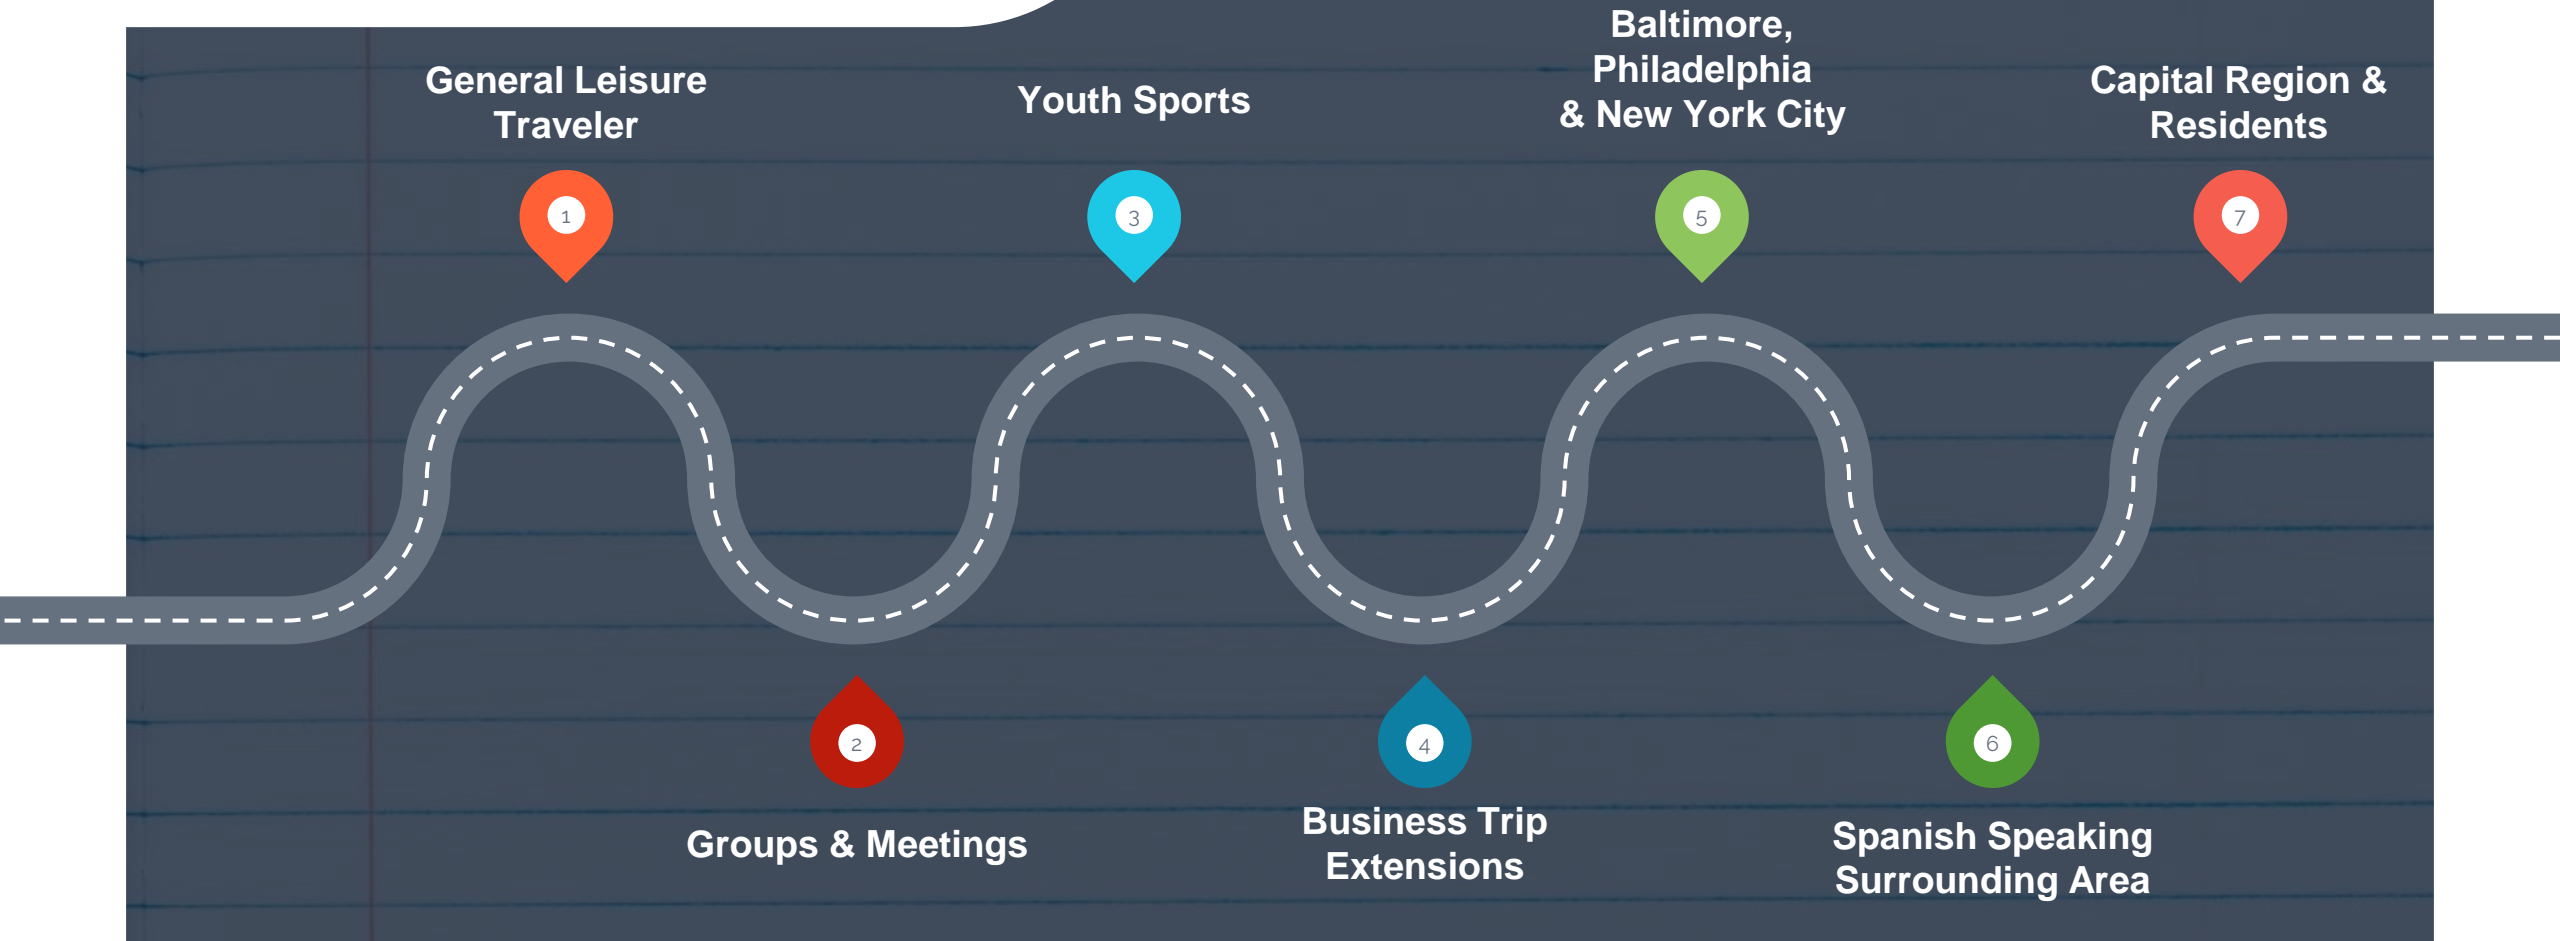 General Leisure
Traveler
1
Groups & Meetings
2
Youth Sports
3
Business Trip
Extensions
4
Baltimore,
Philadelphia
& New York City
5
Spanish Speaking
Surrounding Area
6
Capital Region &
Residents
7